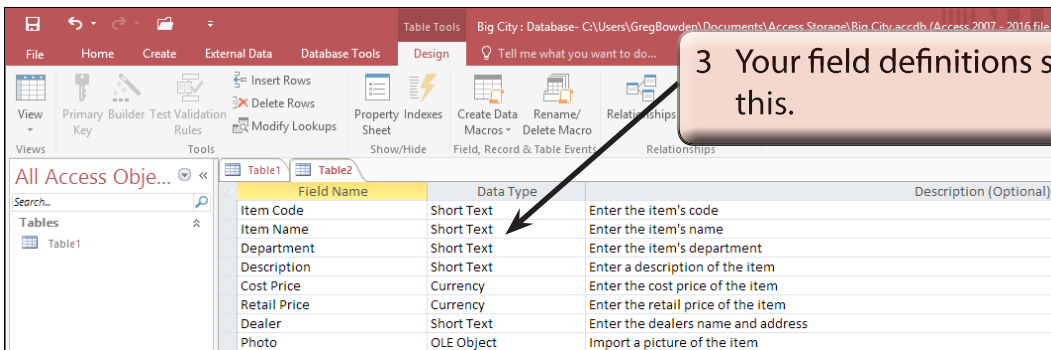 Table Tools Big City : Database- C:\Users\GregBowden\Documents\Access Storage\Big City.accdb (Access 2007 - 2016 file
File Home Create External Data Database Tools Design Tell me what you want to do...
3 Your field definitions s
this.
View Primary Key Builder Test Validation Rules
Insert Rows
Delete Rows
Modify Lookups
Property Sheet Indexes Create Data Macros Rename/ Delete Macro Relationships
Views Tools Show/Hide Field, Record & Table Events Relationships
All Access Obje...
Search...
Tables
Table1
Table1 Table2
Field Name Data Type Description (Optional)
Item Code Short Text Enter the item's code
Item Name Short Text Enter the item's name
Department Short Text Enter the item's department
Description Short Text Enter a description of the item
Cost Price Currency Enter the cost price of the item
Retail Price Currency Enter the retail price of the item
Dealer Short Text Enter the dealers name and address
Photo OLE Object Import a picture of the item